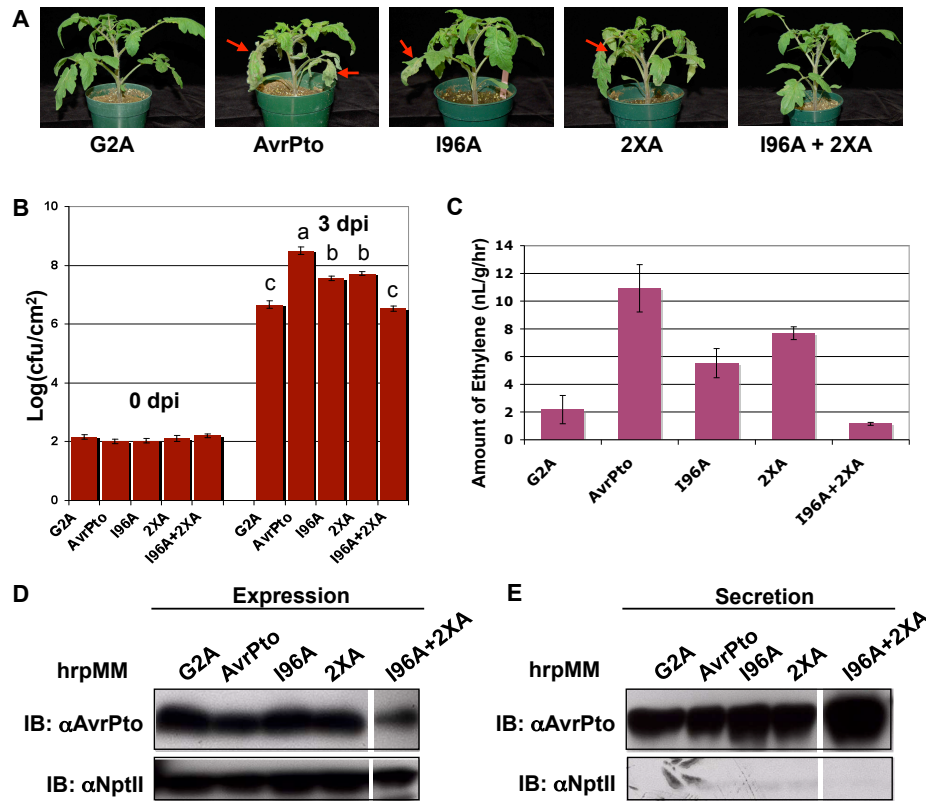 A
G2A
AvrPto
I96A
2XA
I96A + 2XA
B
10
8
6
4
2
0
Log(cfu/cm²)
0 dpi
3 dpi
c
a
b
b
c
G2A
AvrPto
I96A
2XA
I96A+2XA
G2A
AvrPto
I96A
2XA
I96A+2XA
C
14
12
10
8
6
4
2
0
Amount of Ethylene (nL/g/hr)
G2A
AvrPto
I96A
2XA
I96A+2XA
D
Expression
hrpMM
G2A
AvrPto
I96A
2XA
I96A+2XA
IB: αAvrPto
IB: αNptII
E
Secretion
hrpMM
G2A
AvrPto
I96A
2XA
I96A+2XA
IB: αAvrPto
IB: αNptII